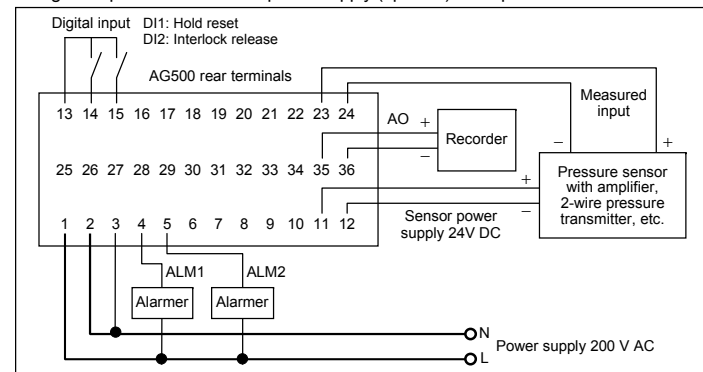 Digital input DI1: Hold reset
DI2: Interlock release
AG500 rear terminals
13 14 15 16 17 18 19 20 21 22 23 24
25 26 27 28 29 30 31 32 33 34 35 36
1 2 3 4 5 6 7 8 9 10 11 12
AO
+
−
Recorder
Measured
input
−
+
Pressure sensor
with amplifier,
2-wire pressure
transmitter, etc.
+
−
Sensor power
supply 24V DC
ALM1
ALM2
Alarmer
Alarmer
N
L
Power supply 200 V AC